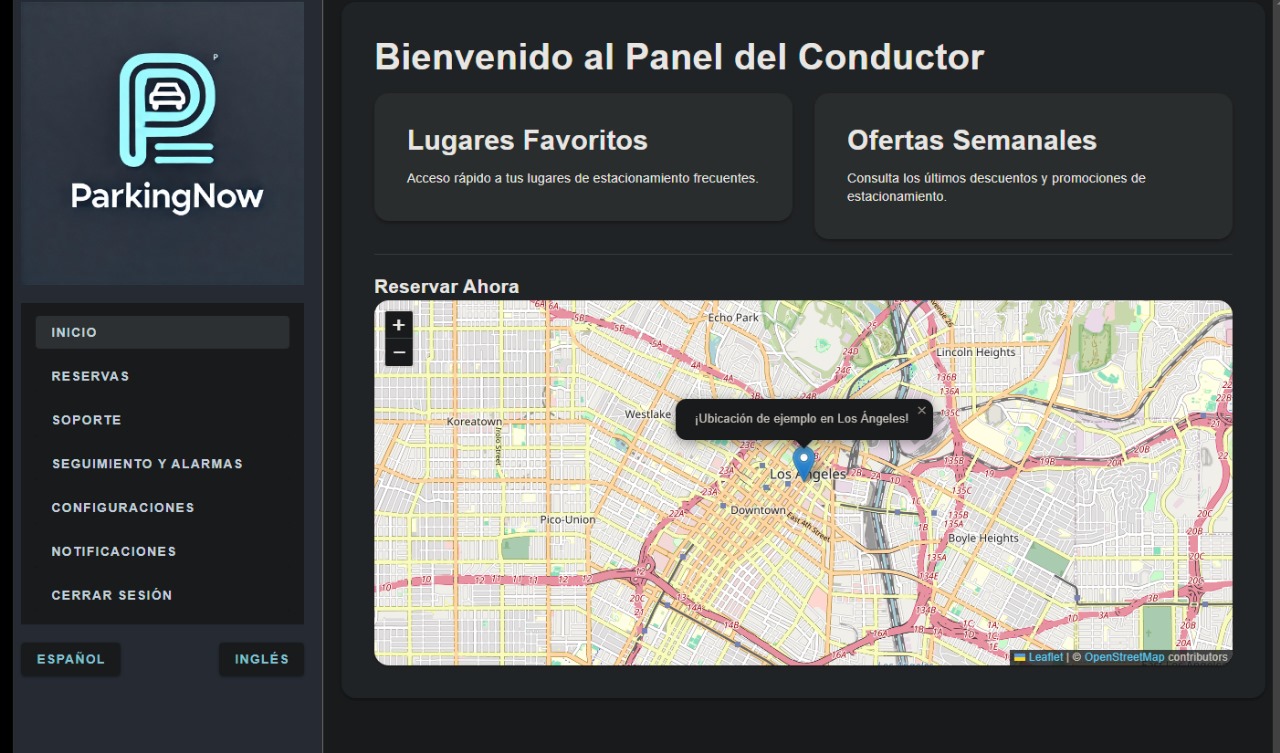 P
ParkingNow
INICIO
RESERVAS
SOPORTE
SEGUIMIENTO Y ALARMAS
CONFIGURACIONES
NOTIFICACIONES
CERRAR SESIÓN
ESPAÑOL
INGLÉS
Bienvenido al Panel del Conductor
Lugares Favoritos
Acceso rápido a tus lugares de estacionamiento frecuentes.
Ofertas Semanales
Consulta los últimos descuentos y promociones de
estacionamiento.
Reservar Ahora
+
−
Echo Park
Lincoln Heights
Westlake
Koreatown
¡Ubicación de ejemplo en Los Ángeles!
×
Los Angeles
Downtown
East 4th Street
Pico-Union
Boyle Heights
Leaflet | © OpenStreetMap contributors